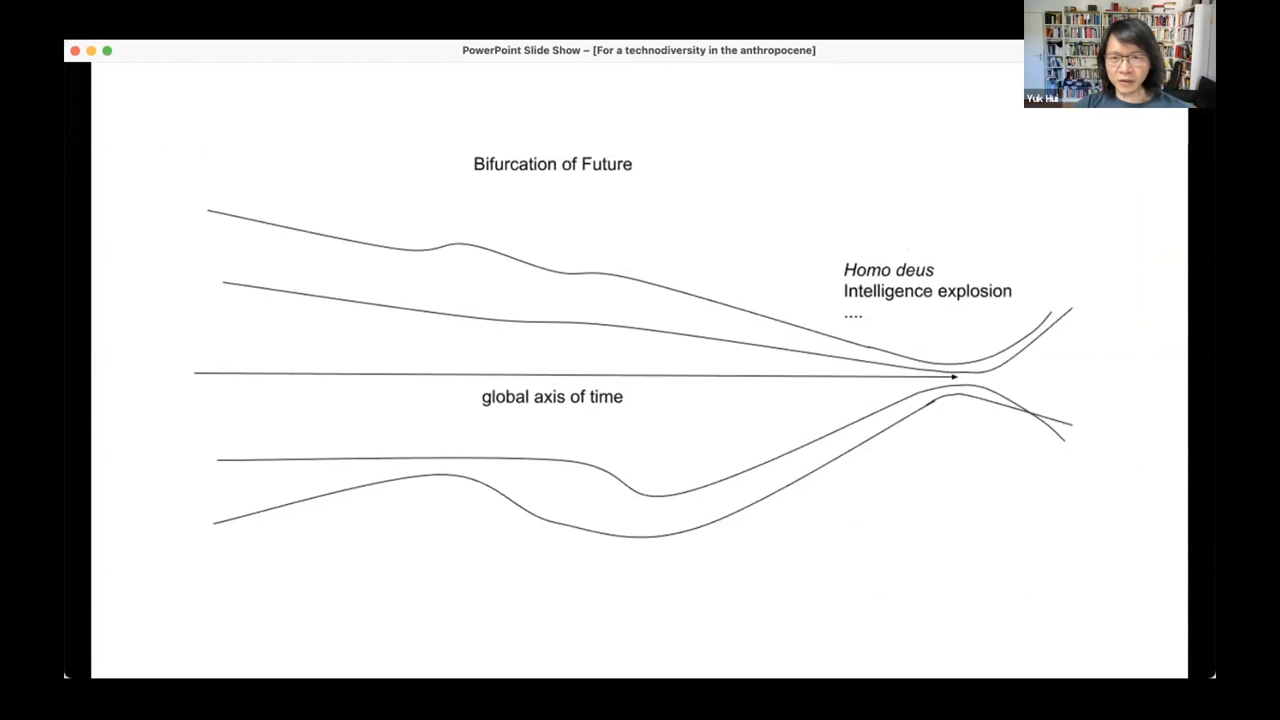 PowerPoint Slide Show – [For a technodiversity in the anthropocene]
Yuk Hui
Bifurcation of Future
Homo deus
Intelligence explosion
....
global axis of time